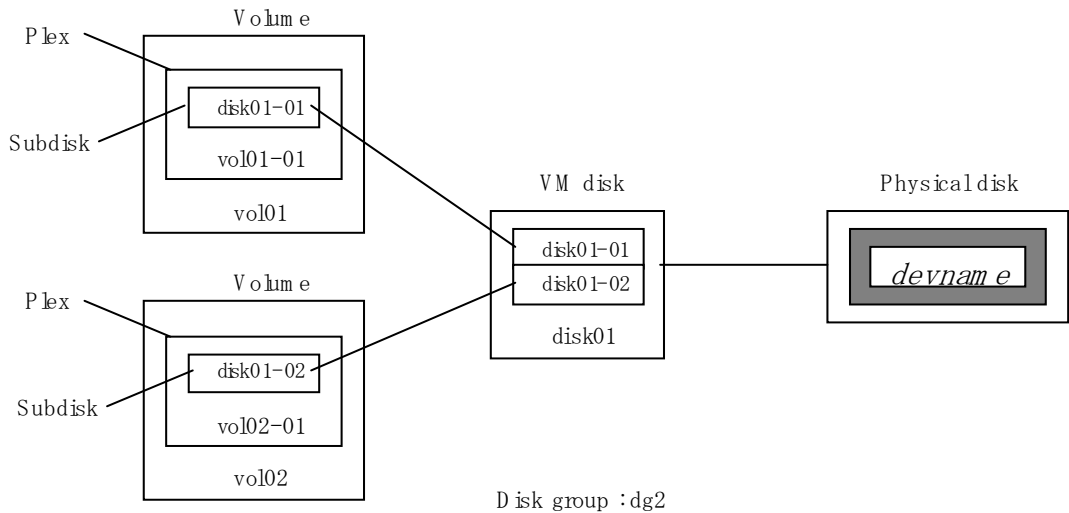 Volume
Plex
disk01-01
Subdisk
vol01-01
vol01
VM disk
disk01-01
disk01-02
disk01
Physical disk
devname
Volume
Plex
disk01-02
Subdisk
vol02-01
vol02
Disk group :dg2